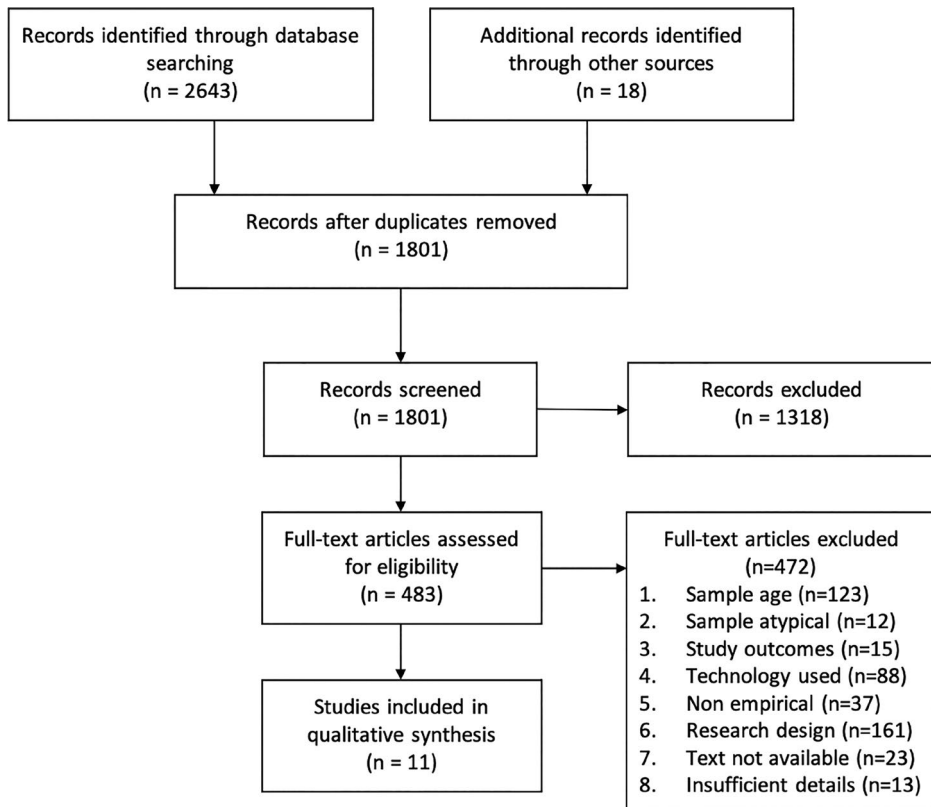 Records identified through database
searching
(n = 2643)
Additional records identified
through other sources
(n = 18)
Records after duplicates removed
(n = 1801)
Records screened
(n = 1801)
Records excluded
(n = 1318)
Full-text articles assessed
for eligibility
(n = 483)
Full-text articles excluded
(n=472)
1. Sample age (n=123)
2. Sample atypical (n=12)
3. Study outcomes (n=15)
4. Technology used (n=88)
5. Non empirical (n=37)
6. Research design (n=161)
7. Text not available (n=23)
8. Insufficient details (n=13)
Studies included in
qualitative synthesis
(n = 11)